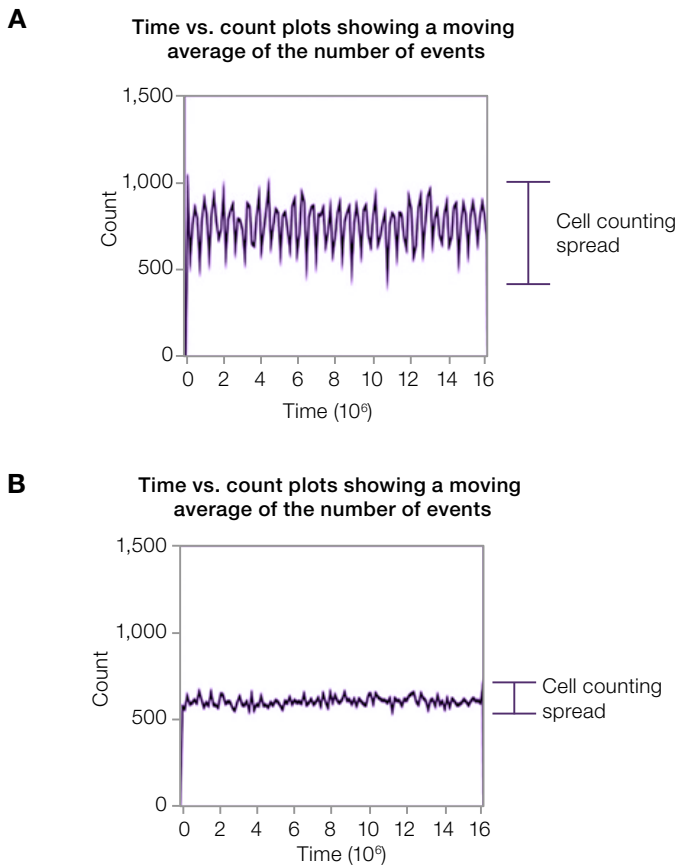 A
Time vs. count plots showing a moving
average of the number of events
1,500
1,000
500
0
Count
0 2 4 6 8 10 12 14 16
Time (10⁶)
Cell counting
spread
B
Time vs. count plots showing a moving
average of the number of events
1,500
1,000
500
0
Count
0 2 4 6 8 10 12 14 16
Time (10⁶)
Cell counting
spread